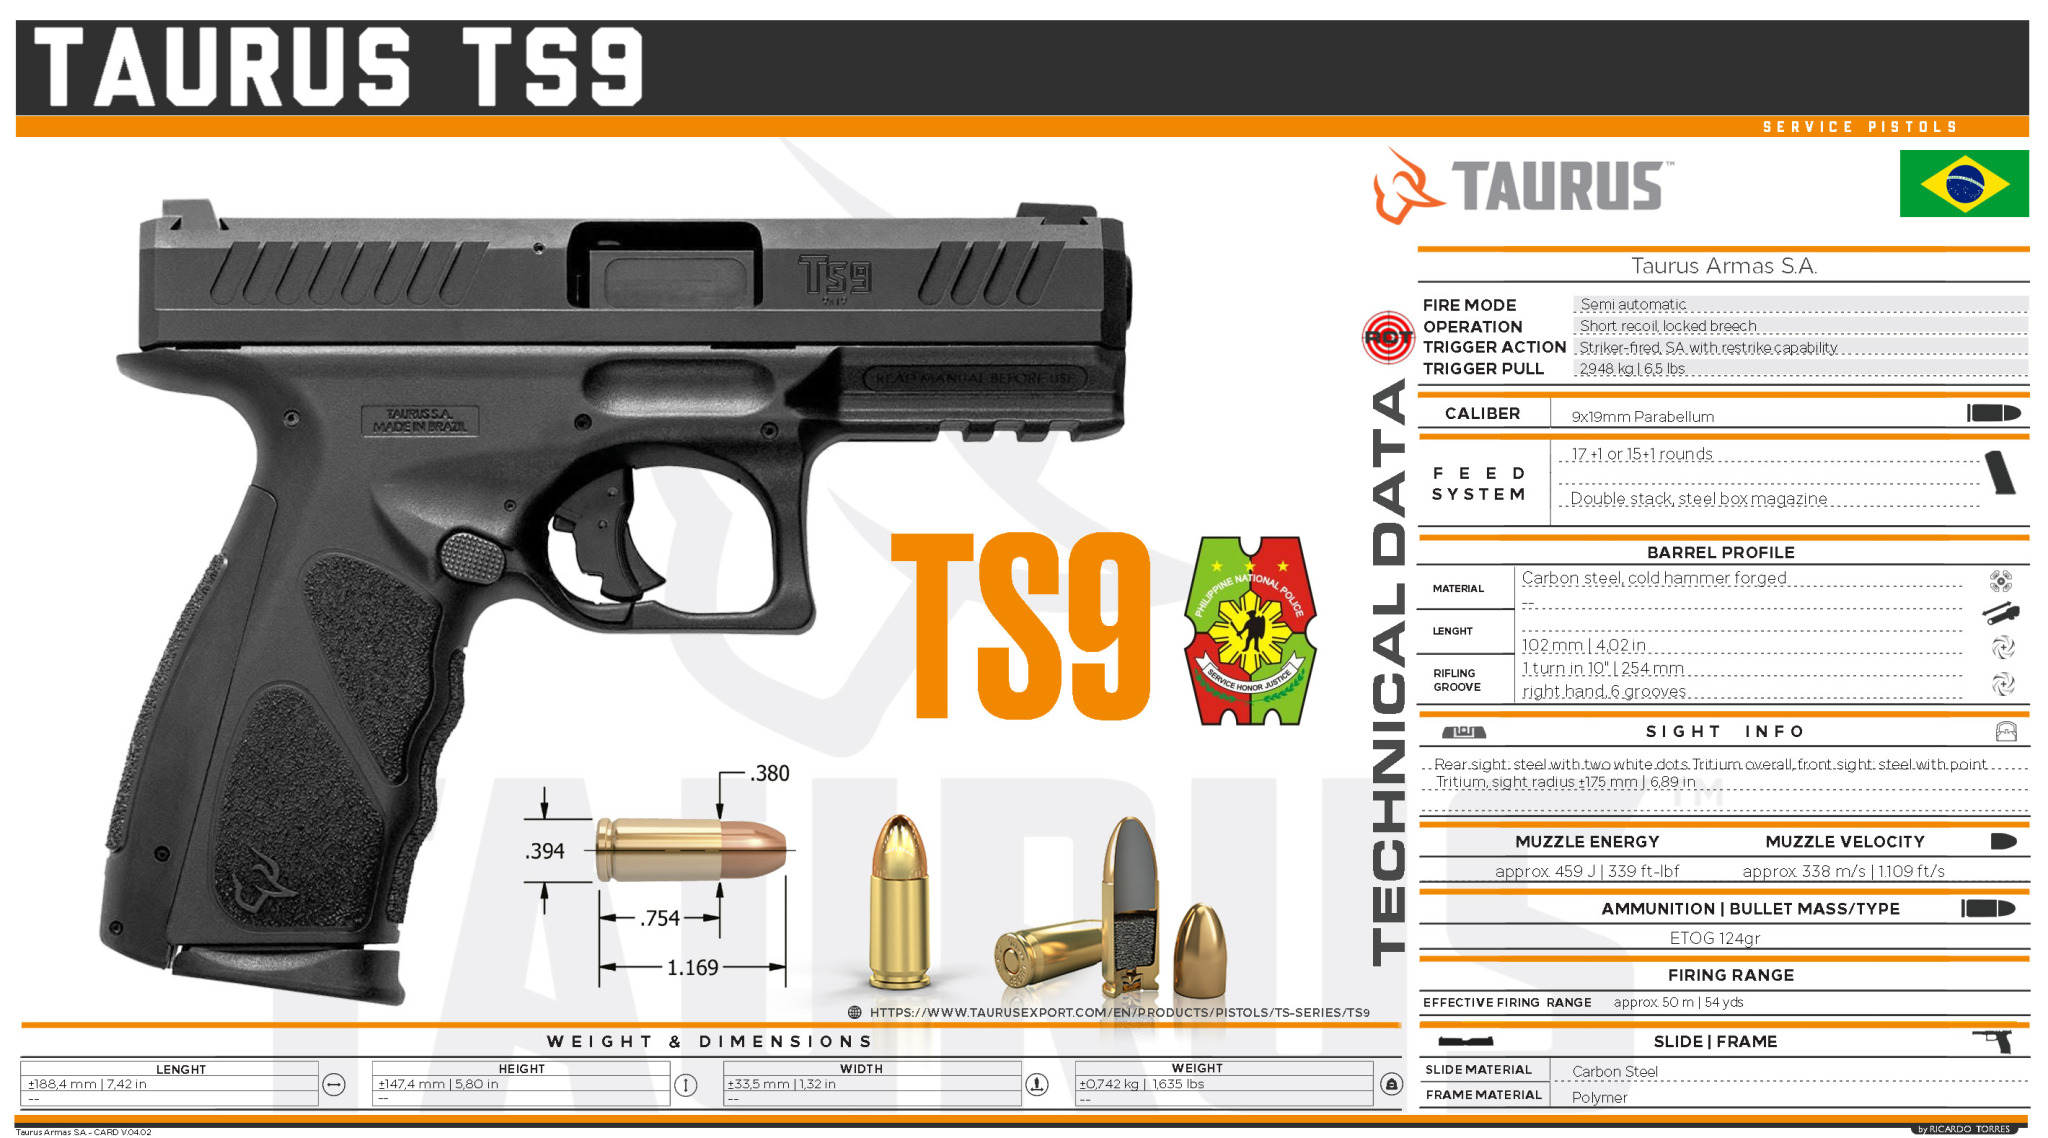 TAURUS TS9
SERVICE PISTOLS
TAURUS™
Taurus Armas S.A.
FIRE MODE Semi automatic
OPERATION Short recoil, locked breech
TRIGGER ACTION Striker-fired, SA with restrike capability
TRIGGER PULL 2,948 kg | 6,5 lbs
RDT
TECHNICAL DATA
CALIBER 9x19mm Parabellum
FEED SYSTEM 17 +1 or 15+1 rounds
Double stack, steel box magazine
BARREL PROFILE
MATERIAL Carbon steel, cold hammer forged
--
LENGHT 102 mm | 4,02 in
RIFLING GROOVE 1 turn in 10" | 254 mm
right hand, 6 grooves
SIGHT INFO
Rear sight: steel with two white dots Tritium overall, front sight: steel with point
Tritium, sight radius ±175 mm | 6,89 in
MUZZLE ENERGY MUZZLE VELOCITY
approx. 459 J | 339 ft-lbf approx. 338 m/s | 1.109 ft/s
AMMUNITION | BULLET MASS/TYPE
ETOG 124gr
FIRING RANGE
EFFECTIVE FIRING RANGE approx. 50 m | 54 yds
SLIDE | FRAME
SLIDE MATERIAL Carbon Steel
FRAME MATERIAL Polymer
TS9
READ MANUAL BEFORE USE
TAURUS S.A.
MADE IN BRAZIL
TS9
PHILIPPINE NATIONAL POLICE
SERVICE HONOR JUSTICE
.380
.394
.754
1.169
TAURUS™
HTTPS://WWW.TAURUSEXPORT.COM/EN/PRODUCTS/PISTOLS/TS-SERIES/TS9
WEIGHT & DIMENSIONS
LENGHT HEIGHT WIDTH WEIGHT
±188,4 mm | 7,42 in ±147,4 mm | 5,80 in ±33,5 mm | 1,32 in ±0,742 kg | 1,635 lbs
-- -- -- --
Taurus Armas S.A. - CARD V.04.02
by RICARDO TORRES